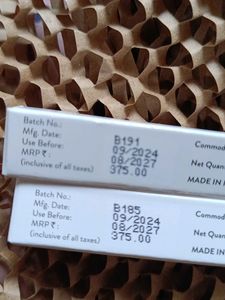 Batch No.: B191 Commod
Mfg. Date: 09/2024
Use Before: 08/2027 Net Quan
MRP ₹: 375.00
(inclusive of all taxes) MADE IN
Batch No.: B185
Mfg. Date: 09/2024 Commod
Use Before: 08/2027
MRP ₹: 375.00 Net Quan
(inclusive of all taxes) MADE IN